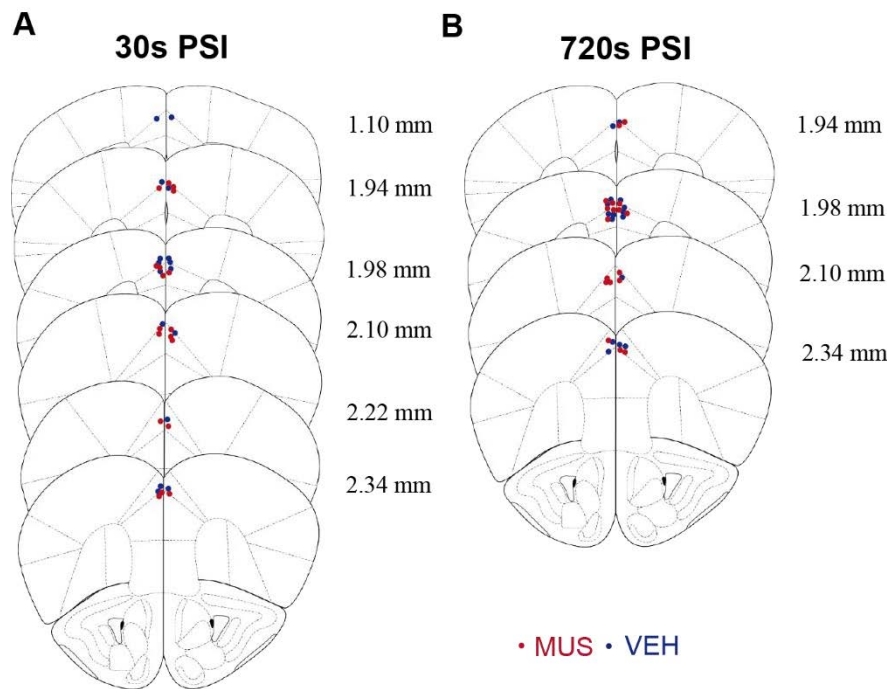 A
30s PSI
1.10 mm
1.94 mm
1.98 mm
2.10 mm
2.22 mm
2.34 mm
B
720s PSI
1.94 mm
1.98 mm
2.10 mm
2.34 mm
• MUS • VEH